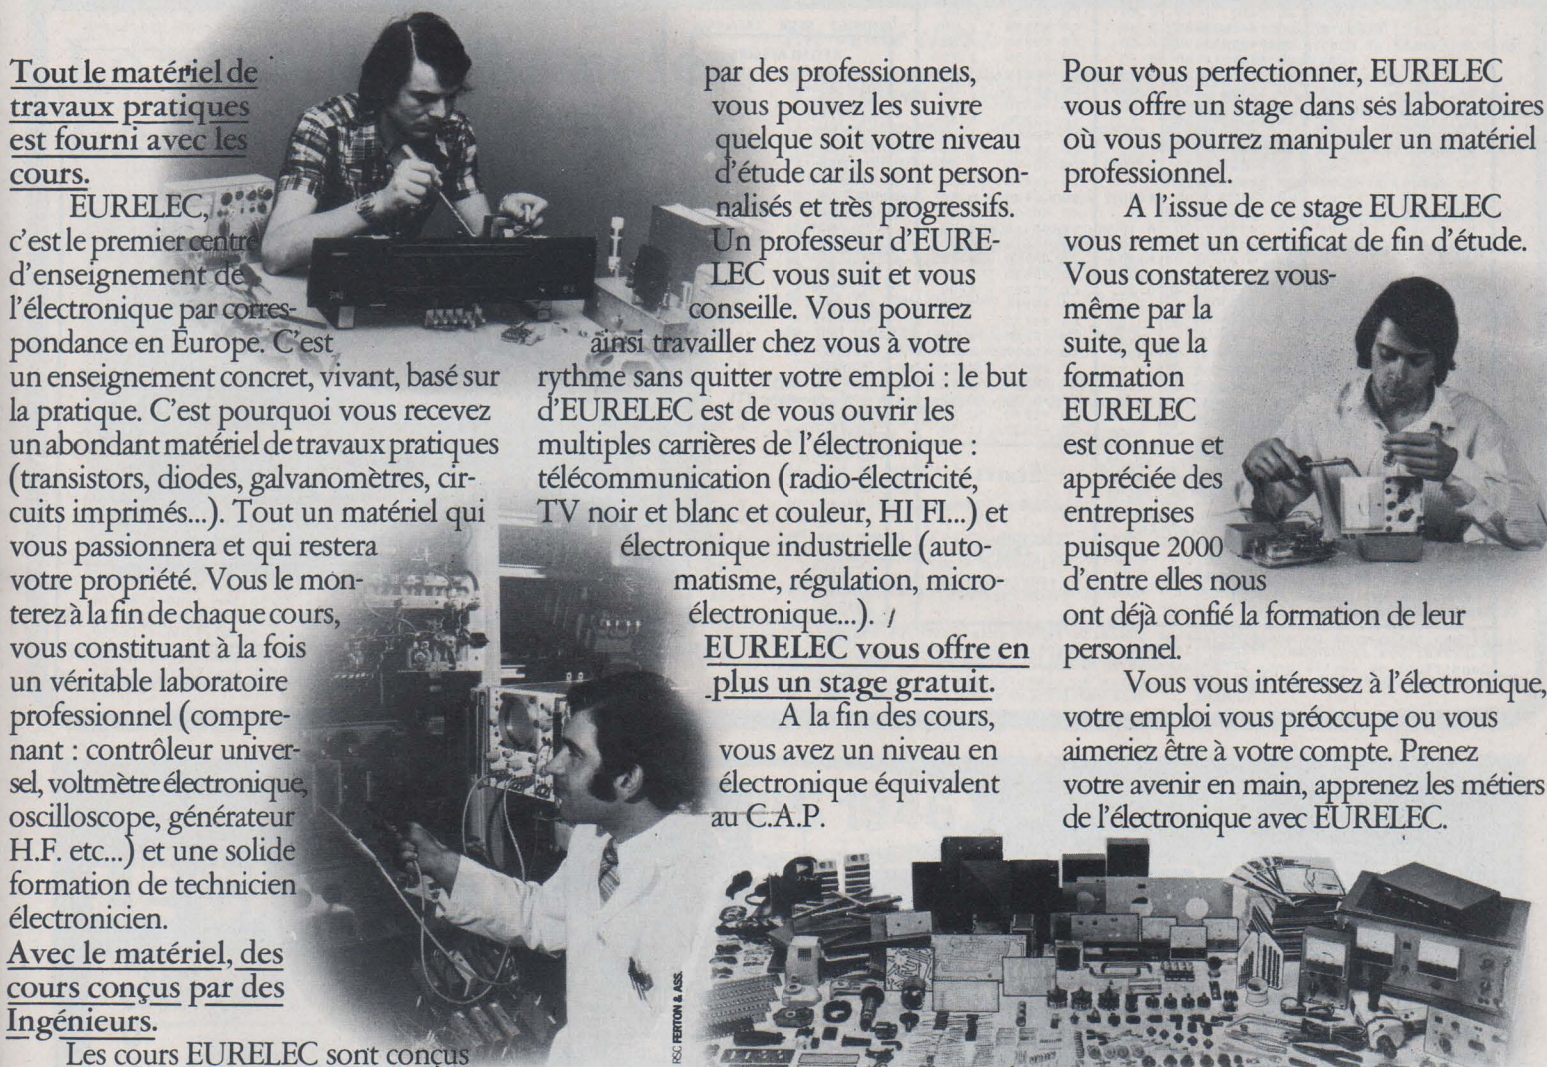 Tout le matériel de
travaux pratiques
est fourni avec les
cours.
EURELEC,
c'est le premier centre
d'enseignement de
l'électronique par corres-
pondance en Europe. C'est
un enseignement concret, vivant, basé sur
la pratique. C'est pourquoi vous recevez
un abondant matériel de travaux pratiques
(transistors, diodes, galvanomètres, cir-
cuits imprimés...). Tout un matériel qui
vous passionnera et qui restera
votre propriété. Vous le mon-
terez à la fin de chaque cours,
vous constituant à la fois
un véritable laboratoire
professionnel (compre-
nant : contrôleur univer-
sel, voltmètre électronique,
oscilloscope, générateur
H.F. etc...) et une solide
formation de technicien
électronicien.
Avec le matériel, des
cours conçus par des
Ingénieurs.
Les cours EURELEC sont conçus
par des professionnels,
vous pouvez les suivre
quelque soit votre niveau
d'étude car ils sont person-
nalisés et très progressifs.
Un professeur d'EURE-
LEC vous suit et vous
conseille. Vous pourrez
ainsi travailler chez vous à votre
rythme sans quitter votre emploi : le but
d'EURELEC est de vous ouvrir les
multiples carrières de l'électronique :
télécommunication (radio-électricité,
TV noir et blanc et couleur, HI FI...) et
électronique industrielle (auto-
matisme, régulation, micro-
électronique...).
EURELEC vous offre en
plus un stage gratuit.
A la fin des cours,
vous avez un niveau en
électronique équivalent
au C.A.P.
Pour vous perfectionner, EURELEC
vous offre un stage dans ses laboratoires
où vous pourrez manipuler un matériel
professionnel.
A l'issue de ce stage EURELEC
vous remet un certificat de fin d'étude.
Vous constaterez vous-
même par la
suite, que la
formation
EURELEC
est connue et
appréciée des
entreprises
puisque 2000
d'entre elles nous
ont déjà confié la formation de leur
personnel.
Vous vous intéressez à l'électronique,
votre emploi vous préoccupe ou vous
aimeriez être à votre compte. Prenez
votre avenir en main, apprenez les métiers
de l'électronique avec EURELEC.
RSC FERTON & ASS.